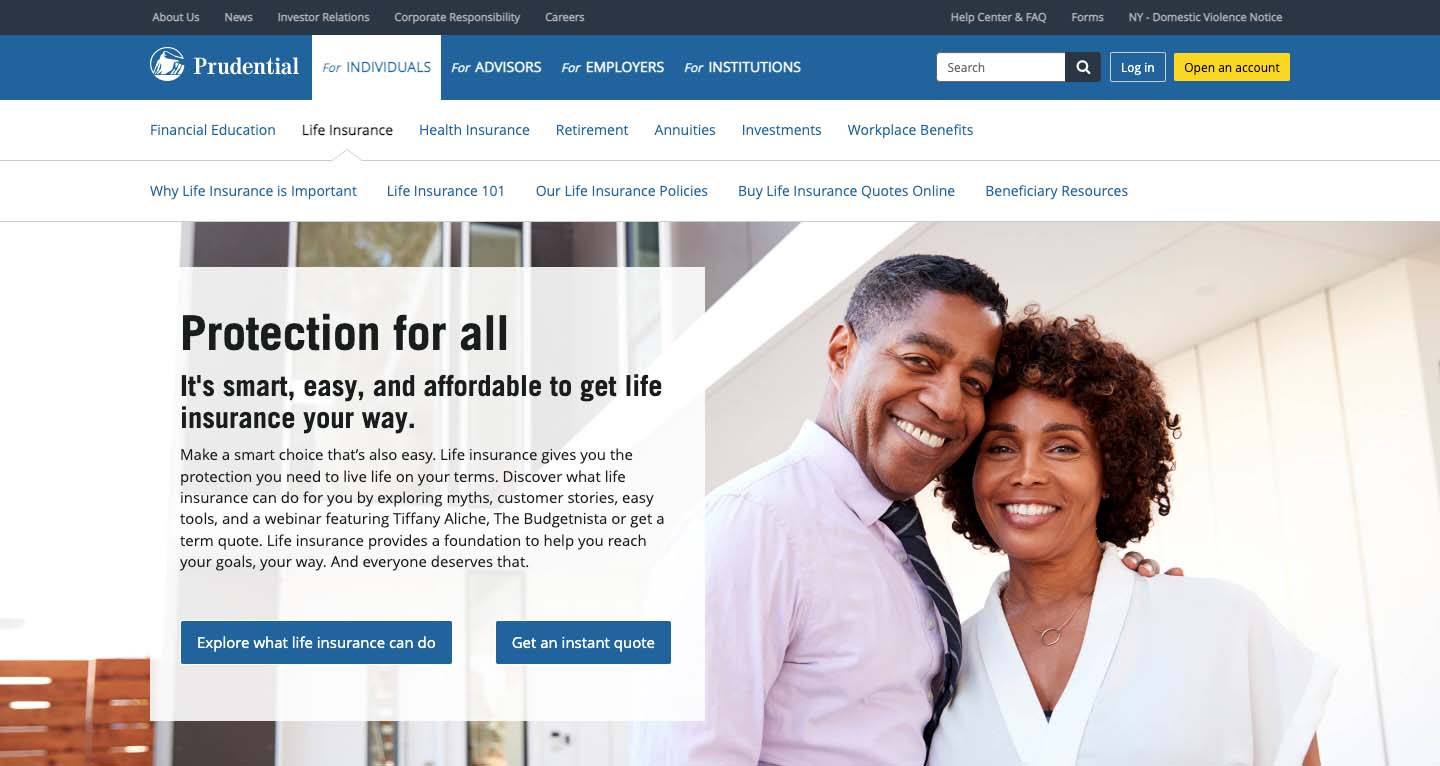 About Us News Investor Relations Corporate Responsibility Careers Help Center & FAQ Forms NY - Domestic Violence Notice
Prudential For INDIVIDUALS For ADVISORS For EMPLOYERS For INSTITUTIONS Search Log in Open an account
Financial Education Life Insurance Health Insurance Retirement Annuities Investments Workplace Benefits
Why Life Insurance is Important Life Insurance 101 Our Life Insurance Policies Buy Life Insurance Quotes Online Beneficiary Resources
Protection for all
It's smart, easy, and affordable to get life
insurance your way.
Make a smart choice that’s also easy. Life insurance gives you the
protection you need to live life on your terms. Discover what life
insurance can do for you by exploring myths, customer stories, easy
tools, and a webinar featuring Tiffany Aliche, The Budgetnista or get a
term quote. Life insurance provides a foundation to help you reach
your goals, your way. And everyone deserves that.
Explore what life insurance can do Get an instant quote